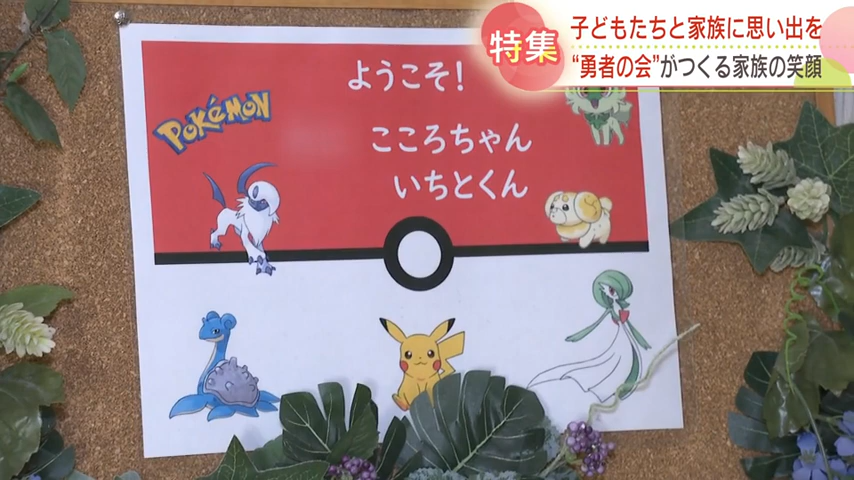 特集
子どもたちと家族に思い出を
“勇者の会”がつくる家族の笑顔
ようこそ!
POKéMON
こころちゃん
いちとくん